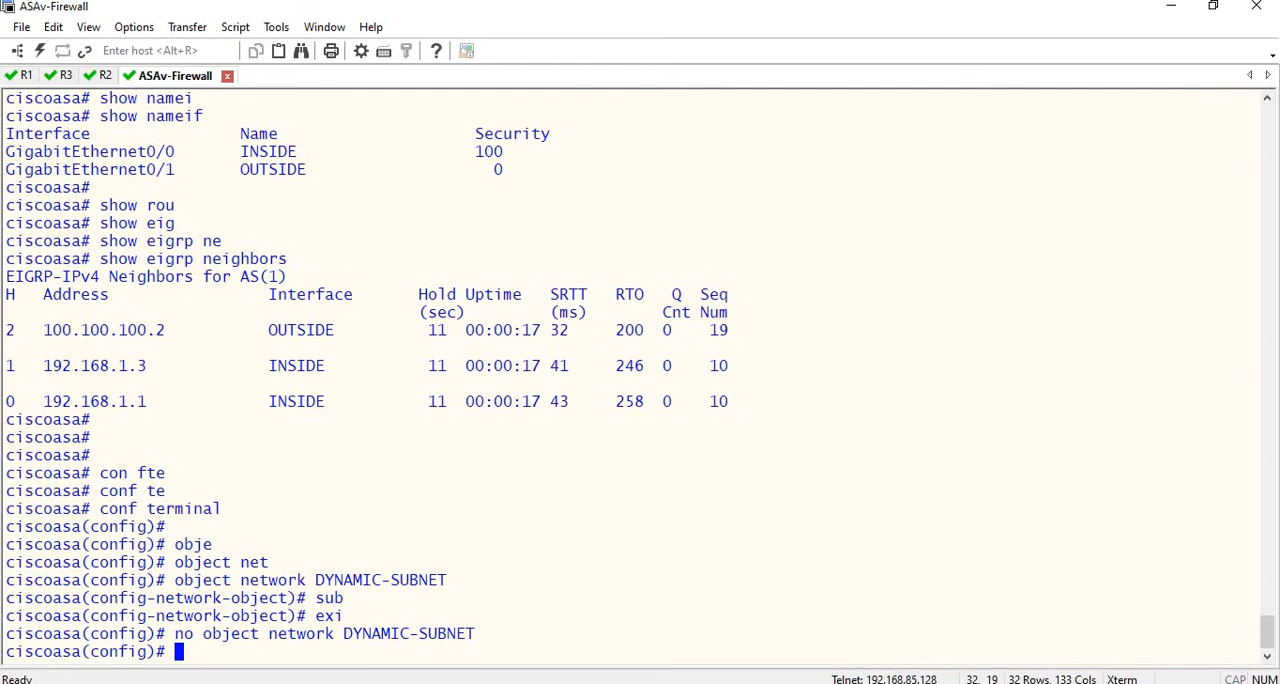 ASAv-Firewall
File Edit View Options Transfer Script Tools Window Help
Enter host <Alt+R>
R1 R3 R2 ASAv-Firewall
ciscoasa# show namei
ciscoasa# show nameif
Interface Name Security
GigabitEthernet0/0 INSIDE 100
GigabitEthernet0/1 OUTSIDE 0
ciscoasa#
ciscoasa# show rou
ciscoasa# show eig
ciscoasa# show eigrp ne
ciscoasa# show eigrp neighbors
EIGRP-IPv4 Neighbors for AS(1)
H Address Interface Hold Uptime SRTT RTO Q Seq
(sec) (ms) Cnt Num
2 100.100.100.2 OUTSIDE 11 00:00:17 32 200 0 19
1 192.168.1.3 INSIDE 11 00:00:17 41 246 0 10
0 192.168.1.1 INSIDE 11 00:00:17 43 258 0 10
ciscoasa#
ciscoasa#
ciscoasa#
ciscoasa# con fte
ciscoasa# conf te
ciscoasa# conf terminal
ciscoasa(config)#
ciscoasa(config)# obje
ciscoasa(config)# object net
ciscoasa(config)# object network DYNAMIC-SUBNET
ciscoasa(config-network-object)# sub
ciscoasa(config-network-object)# exi
ciscoasa(config)# no object network DYNAMIC-SUBNET
ciscoasa(config)#
Ready Telnet: 192.168.85.128 32, 19 32 Rows, 133 Cols Xterm CAP NUM